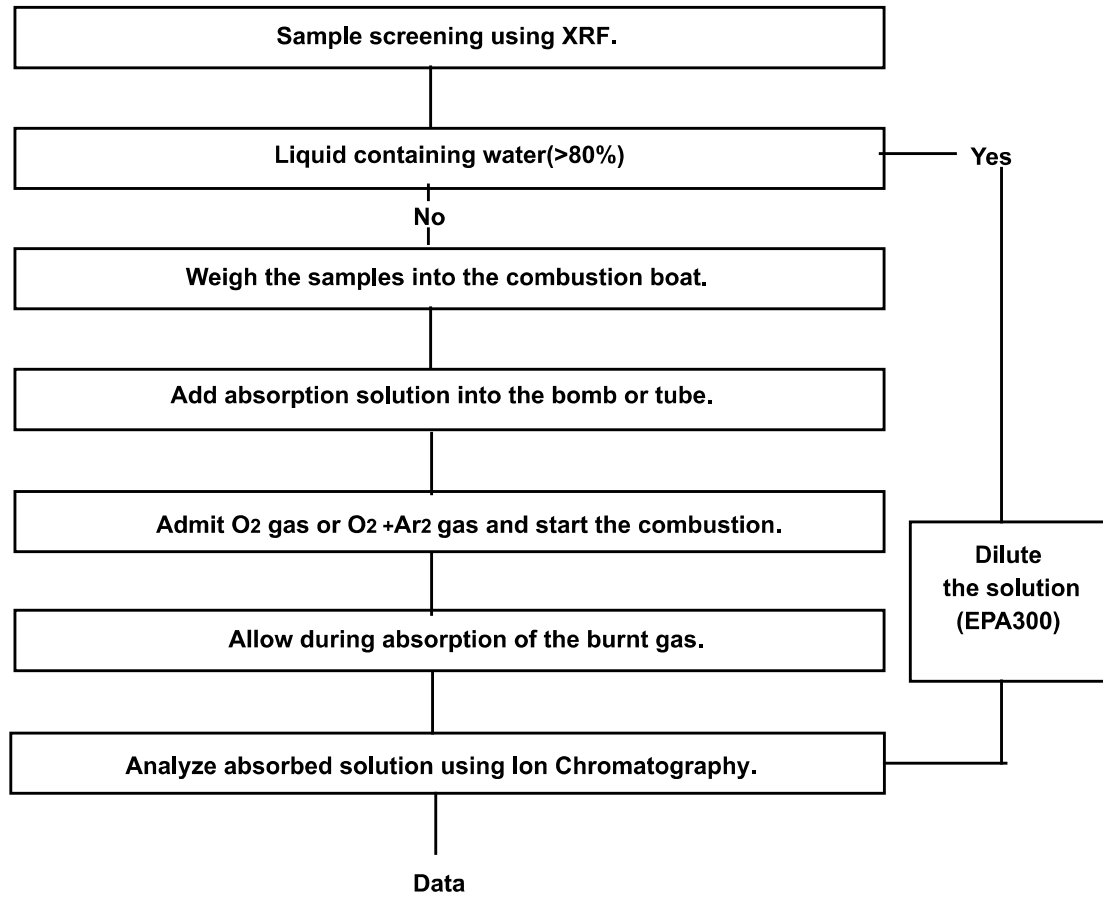 Sample screening using XRF.
Liquid containing water(>80%)
Yes
No
Weigh the samples into the combustion boat.
Add absorption solution into the bomb or tube.
Admit O2 gas or O2 +Ar2 gas and start the combustion.
Dilute
the solution
(EPA300)
Allow during absorption of the burnt gas.
Analyze absorbed solution using Ion Chromatography.
Data